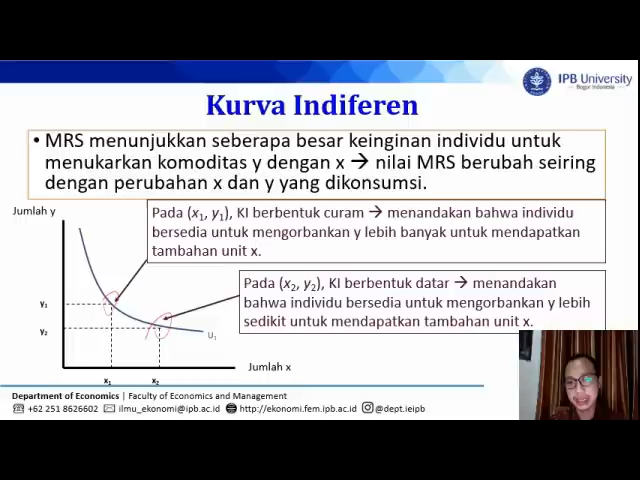 IPB University
Bogor Indonesia
Kurva Indiferen
• MRS menunjukkan seberapa besar keinginan individu untuk
menukarkan komoditas y dengan x → nilai MRS berubah seiring
dengan perubahan x dan y yang dikonsumsi.
Jumlah y
Pada (x₁, y₁), KI berbentuk curam → menandakan bahwa individu
bersedia untuk mengorbankan y lebih banyak untuk mendapatkan
tambahan unit x.
Pada (x₂, y₂), KI berbentuk datar → menandakan
bahwa individu bersedia untuk mengorbankan y lebih
sedikit untuk mendapatkan tambahan unit x.
y₁
y₂
U₁
Jumlah x
x₁
x₂
Department of Economics | Faculty of Economics and Management
+62 251 8626602 ilmu_ekonomi@ipb.ac.id http://ekonomi.fem.ipb.ac.id @dept.ieipb